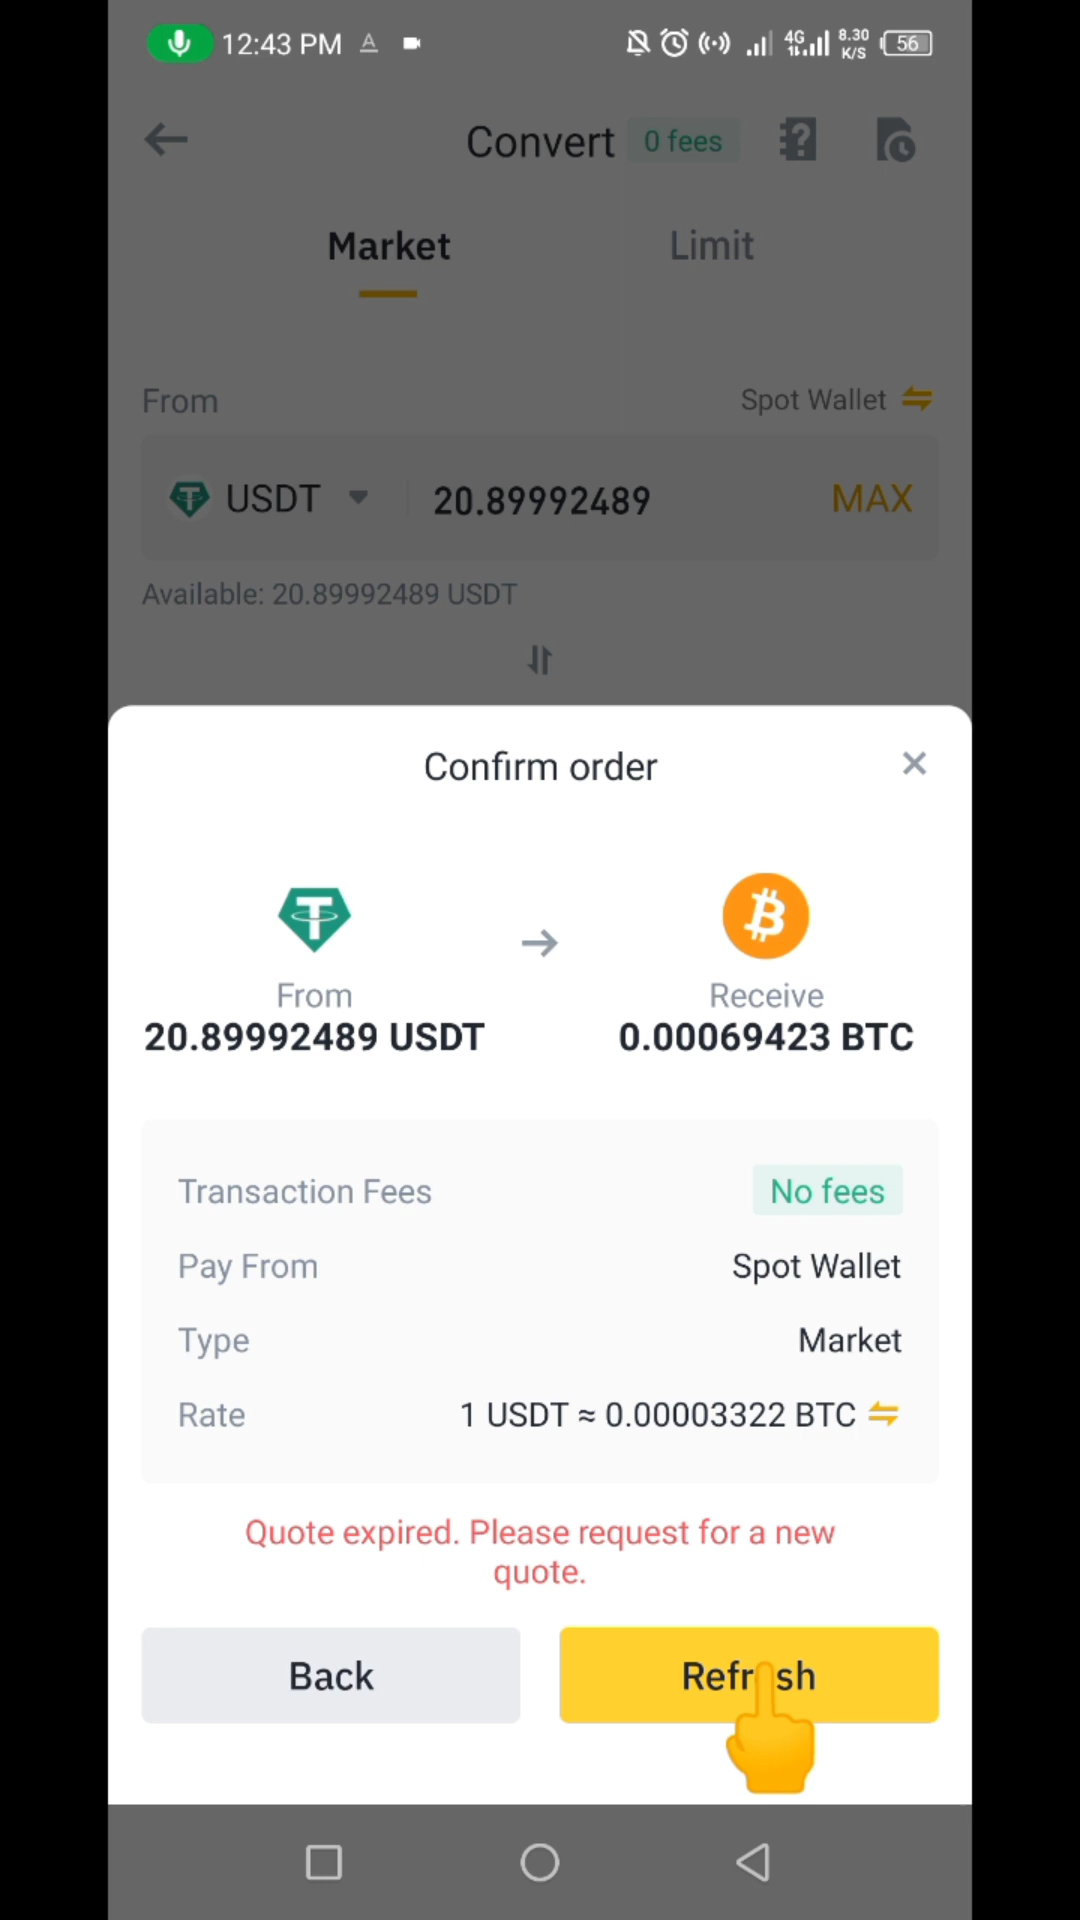 12:43 PM A 4G 8.30 K/S 56
Convert 0 fees
Market Limit
From Spot Wallet
USDT 20.89992489 MAX
Available: 20.89992489 USDT
Confirm order
From Receive
20.89992489 USDT 0.00069423 BTC
Transaction Fees No fees
Pay From Spot Wallet
Type Market
Rate 1 USDT ≈ 0.00003322 BTC
Quote expired. Please request for a new
quote.
Back Refresh